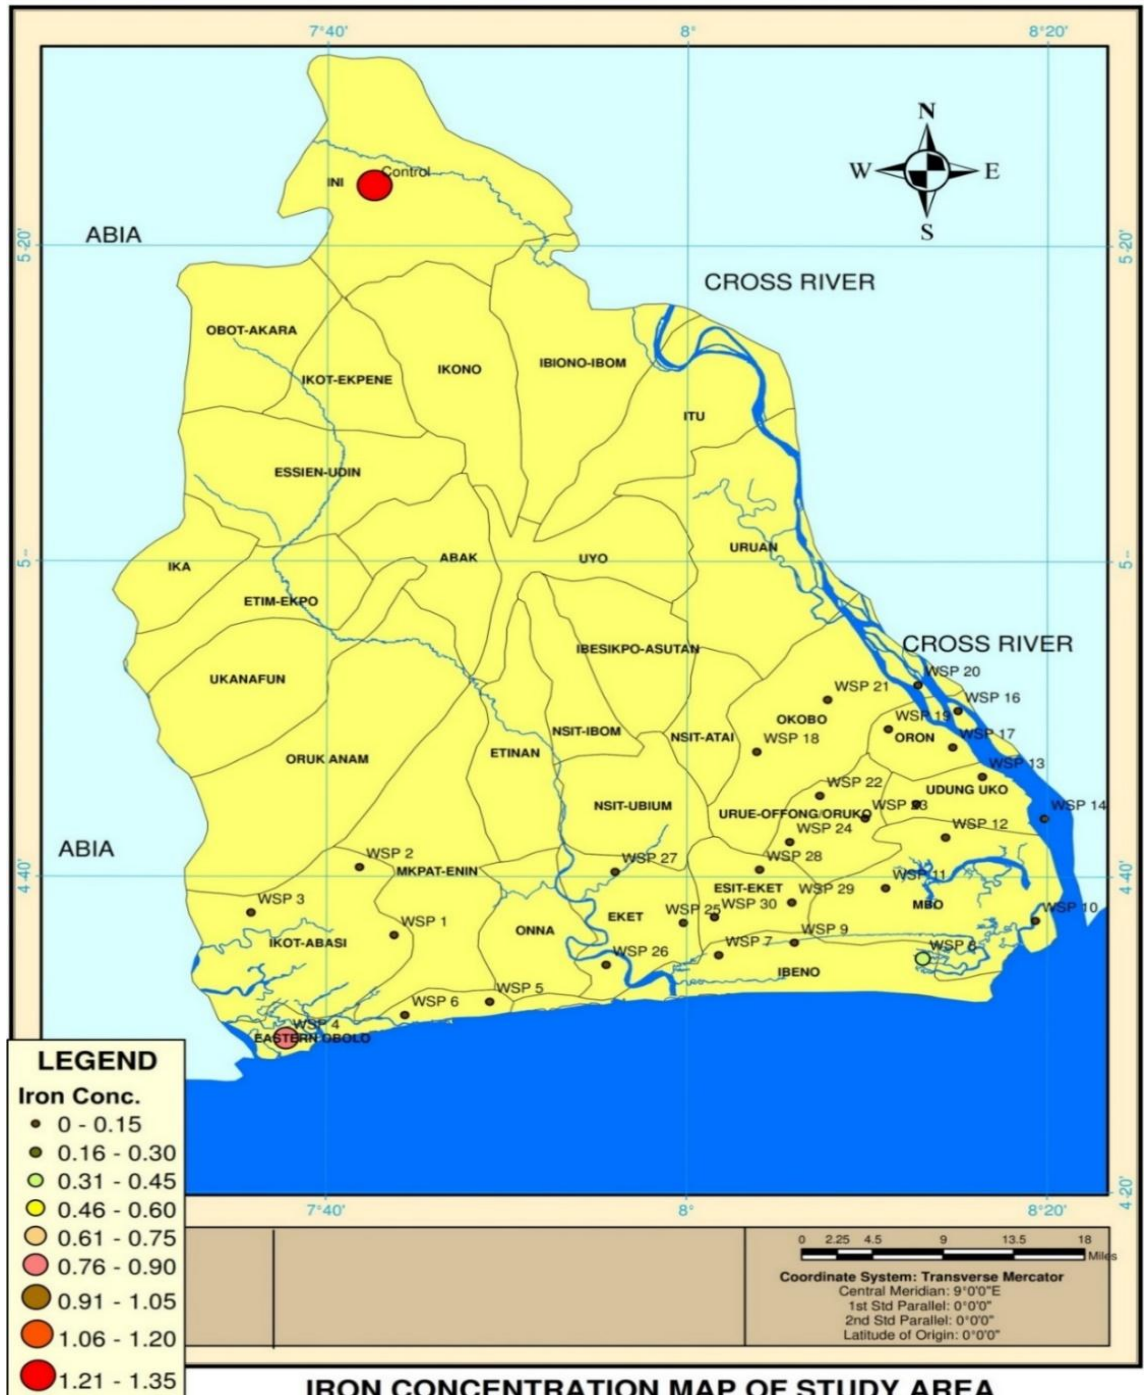 7°40'
8°
8°20'
N
W
E
S
Control
INI
5°20'
5°20'
ABIA
CROSS RIVER
OBOT-AKARA
IKOT-EKPENE
IKONO
IBIONO-IBOM
ITU
ESSIEN-UDIN
URUAN
ABAK
UYO
IKA
ETIM-EKPO
CROSS RIVER
IBESIKPO-ASUTAN
UKANAFUN
WSP 20
WSP 21
WSP 16
OKOBO
WSP 19
NSIT-IBOM
NSIT-ATAI
WSP 18
ORON
WSP 17
ETINAN
ORUK ANAM
WSP 13
WSP 22
UDUNG UKO
NSIT-UBIUM
WSP 14
URUE-OFFONG/ORUKO
WSP 23
WSP 24
WSP 12
ABIA
WSP 2
WSP 27
WSP 28
4°40'
4°40'
MKPAT-ENIN
WSP 11
ESIT-EKET
WSP 29
WSP 3
MBO
WSP 25
WSP 30
EKET
WSP 10
WSP 1
ONNA
IKOT-ABASI
WSP 9
WSP 7
WSP 8
WSP 26
IBENO
WSP 5
WSP 6
WSP 4
EASTERN OBOLO
LEGEND
Iron Conc.
0 - 0.15
0.16 - 0.30
0.31 - 0.45
0.46 - 0.60
0.61 - 0.75
0.76 - 0.90
0.91 - 1.05
1.06 - 1.20
1.21 - 1.35
4°20'
7°40'
8°
8°20'
0 2.25 4.5 9 13.5 18
Miles
Coordinate System: Transverse Mercator
Central Meridian: 9°0'0"E
1st Std Parallel: 0°0'0"
2nd Std Parallel: 0°0'0"
Latitude of Origin: 0°0'0"
IRON CONCENTRATION MAP OF STUDY AREA